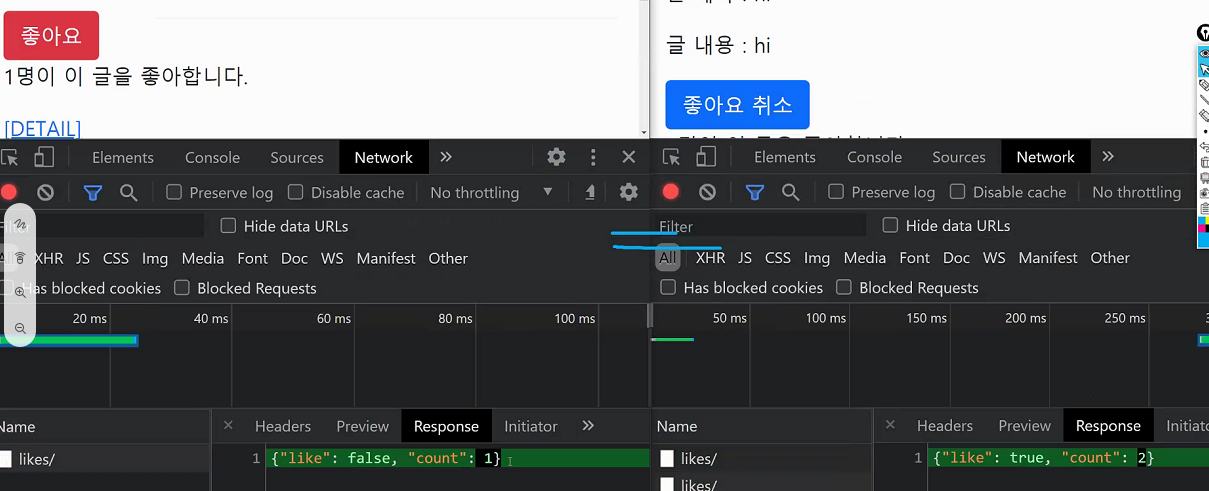 좋아요
1명이 이 글을 좋아합니다.
[DETAIL]
Elements Console Sources Network »
Preserve log Disable cache No throttling
Hide data URLs
XHR JS CSS Img Media Font Doc WS Manifest Other
Has blocked cookies Blocked Requests
20 ms 40 ms 60 ms 80 ms 100 ms
Name
likes/
× Headers Preview Response Initiator »
1 {"like": false, "count": 1}
글 내용 : hi
좋아요 취소
Elements Console Sources Network »
Preserve log Disable cache No throttling
Filter
Hide data URLs
All XHR JS CSS Img Media Font Doc WS Manifest Other
Has blocked cookies Blocked Requests
50 ms 100 ms 150 ms 200 ms 250 ms
Name
likes/
likes/
× Headers Preview Response
1 {"like": true, "count": 2}